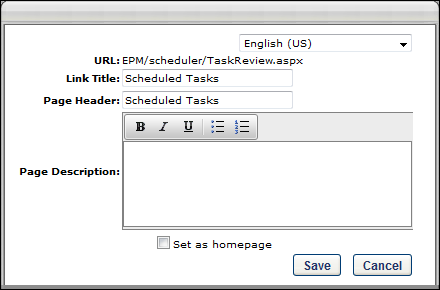 English (US)
URL: EPM/scheduler/TaskReview.aspx
Link Title: Scheduled Tasks
Page Header: Scheduled Tasks
B I U
Page Description:
Set as homepage
Save Cancel